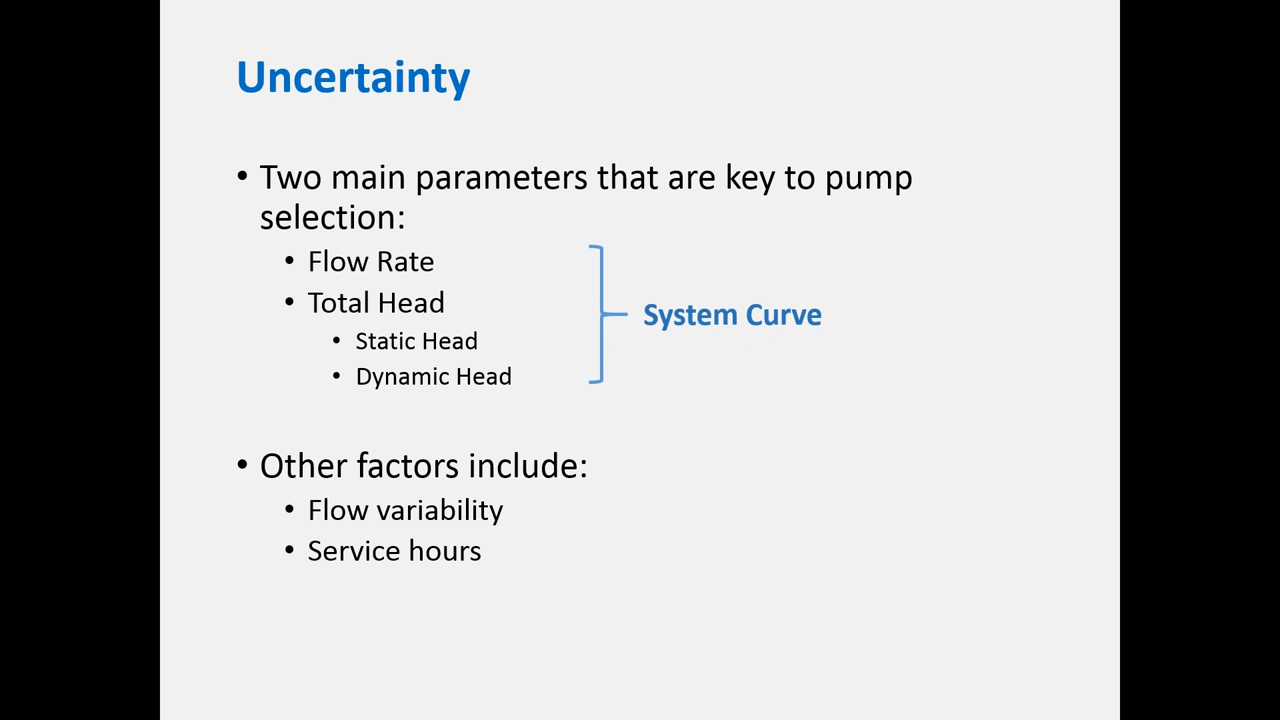 Uncertainty
• Two main parameters that are key to pump
selection:
• Flow Rate
• Total Head
• Static Head
• Dynamic Head
System Curve
• Other factors include:
• Flow variability
• Service hours